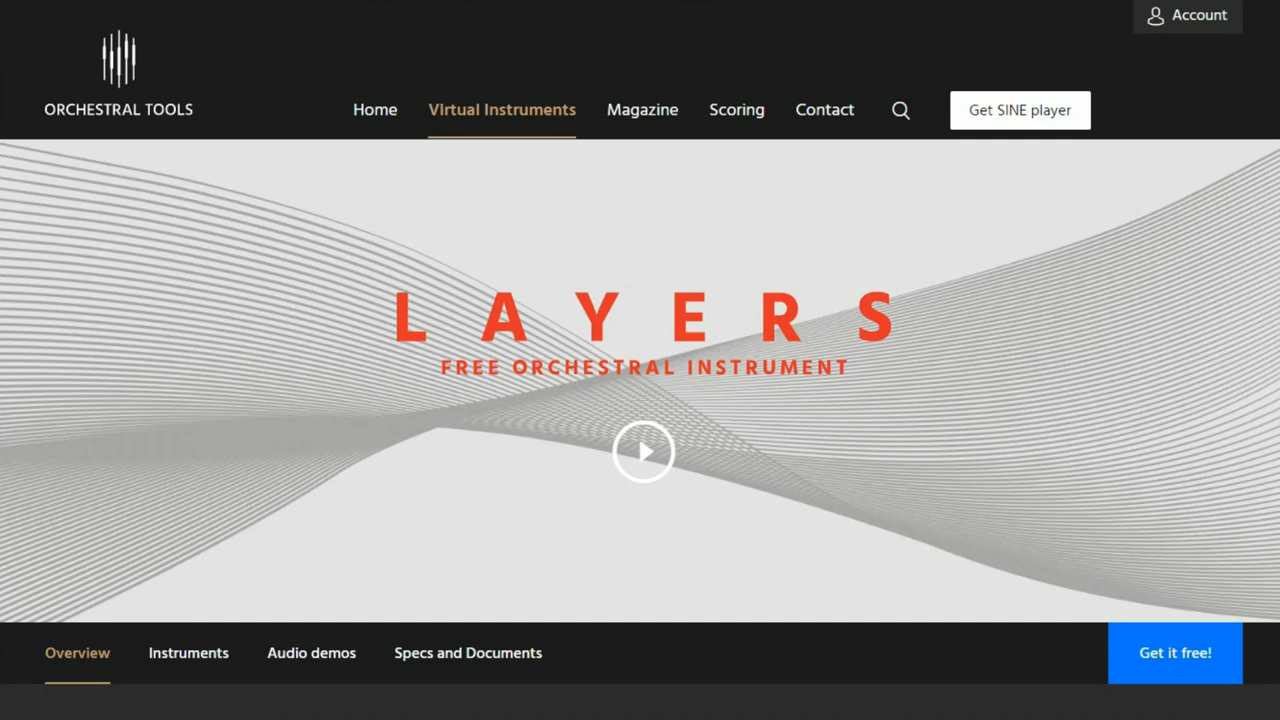 Account
ORCHESTRAL TOOLS
Home Virtual Instruments Magazine Scoring Contact Get SINE player
LAYERS
FREE ORCHESTRAL INSTRUMENT
Overview Instruments Audio demos Specs and Documents Get it free!